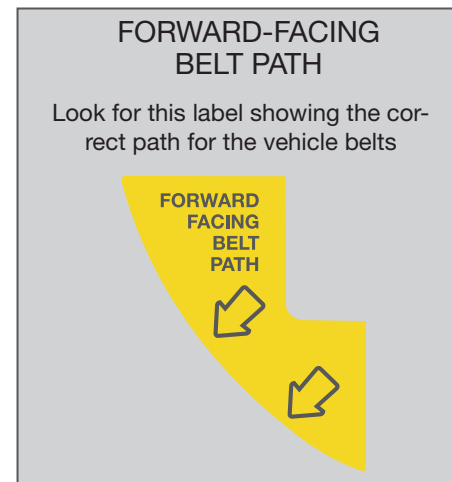 FORWARD-FACING
BELT PATH
Look for this label showing the cor-
rect path for the vehicle belts
FORWARD
FACING
BELT
PATH